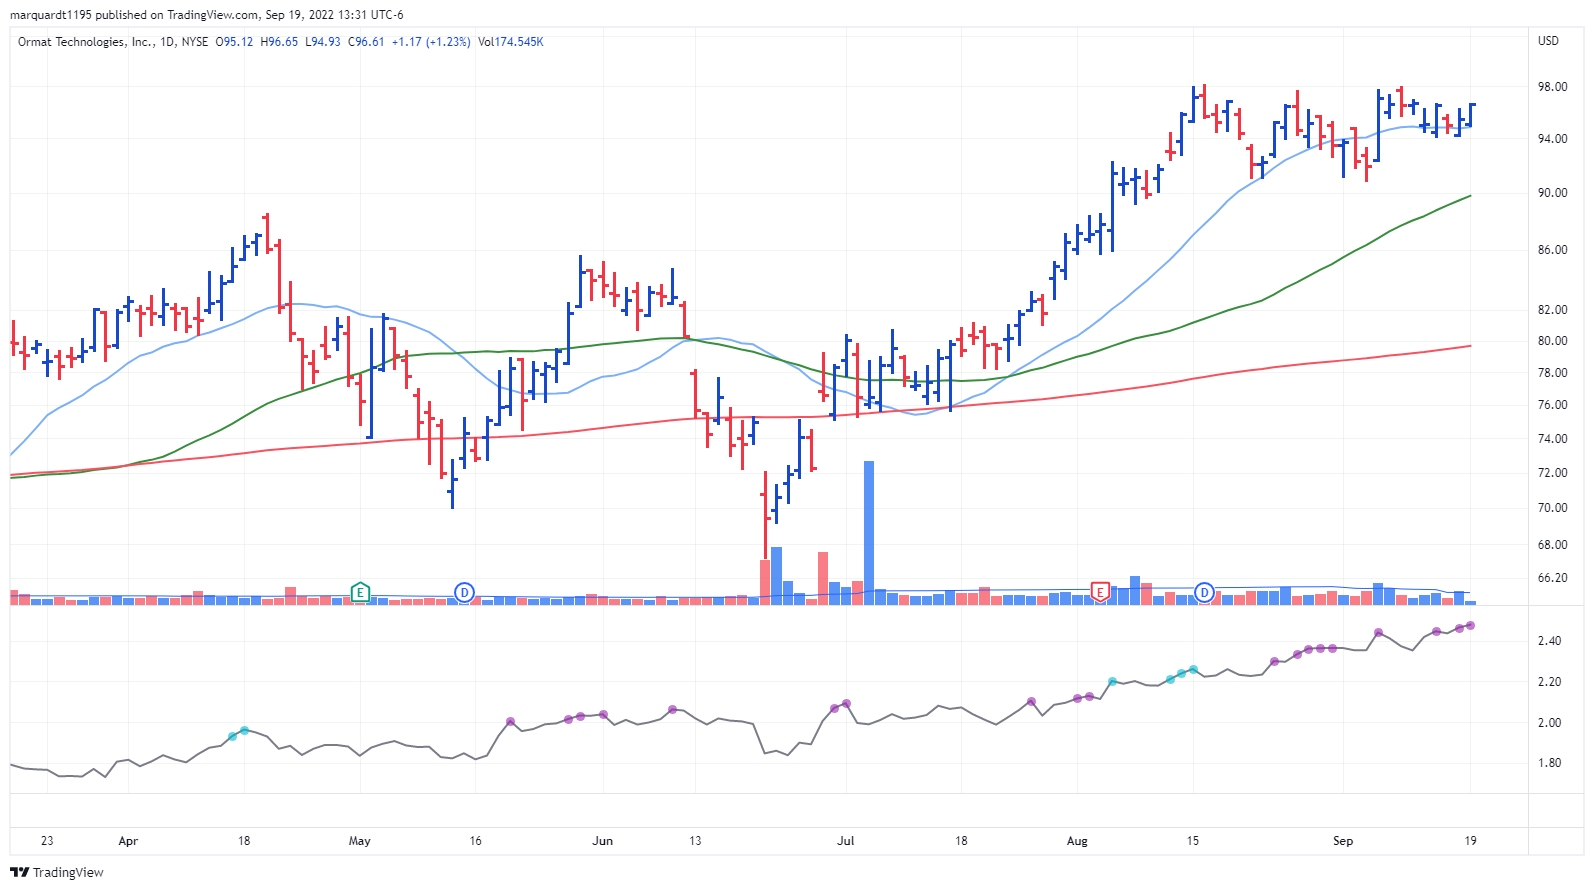 marquardt1195 published on TradingView.com, Sep 19, 2022 13:31 UTC-6
Ormat Technologies, Inc., 1D, NYSE O95.12 H96.65 L94.93 C96.61 +1.17 (+1.23%) Vol174.545K
USD
98.00
94.00
90.00
86.00
82.00
80.00
78.00
76.00
74.00
72.00
70.00
68.00
66.20
E D E D
2.40
2.20
2.00
1.80
23 Apr 18 May 16 Jun 13 Jul 18 Aug 15 Sep 19
TradingView